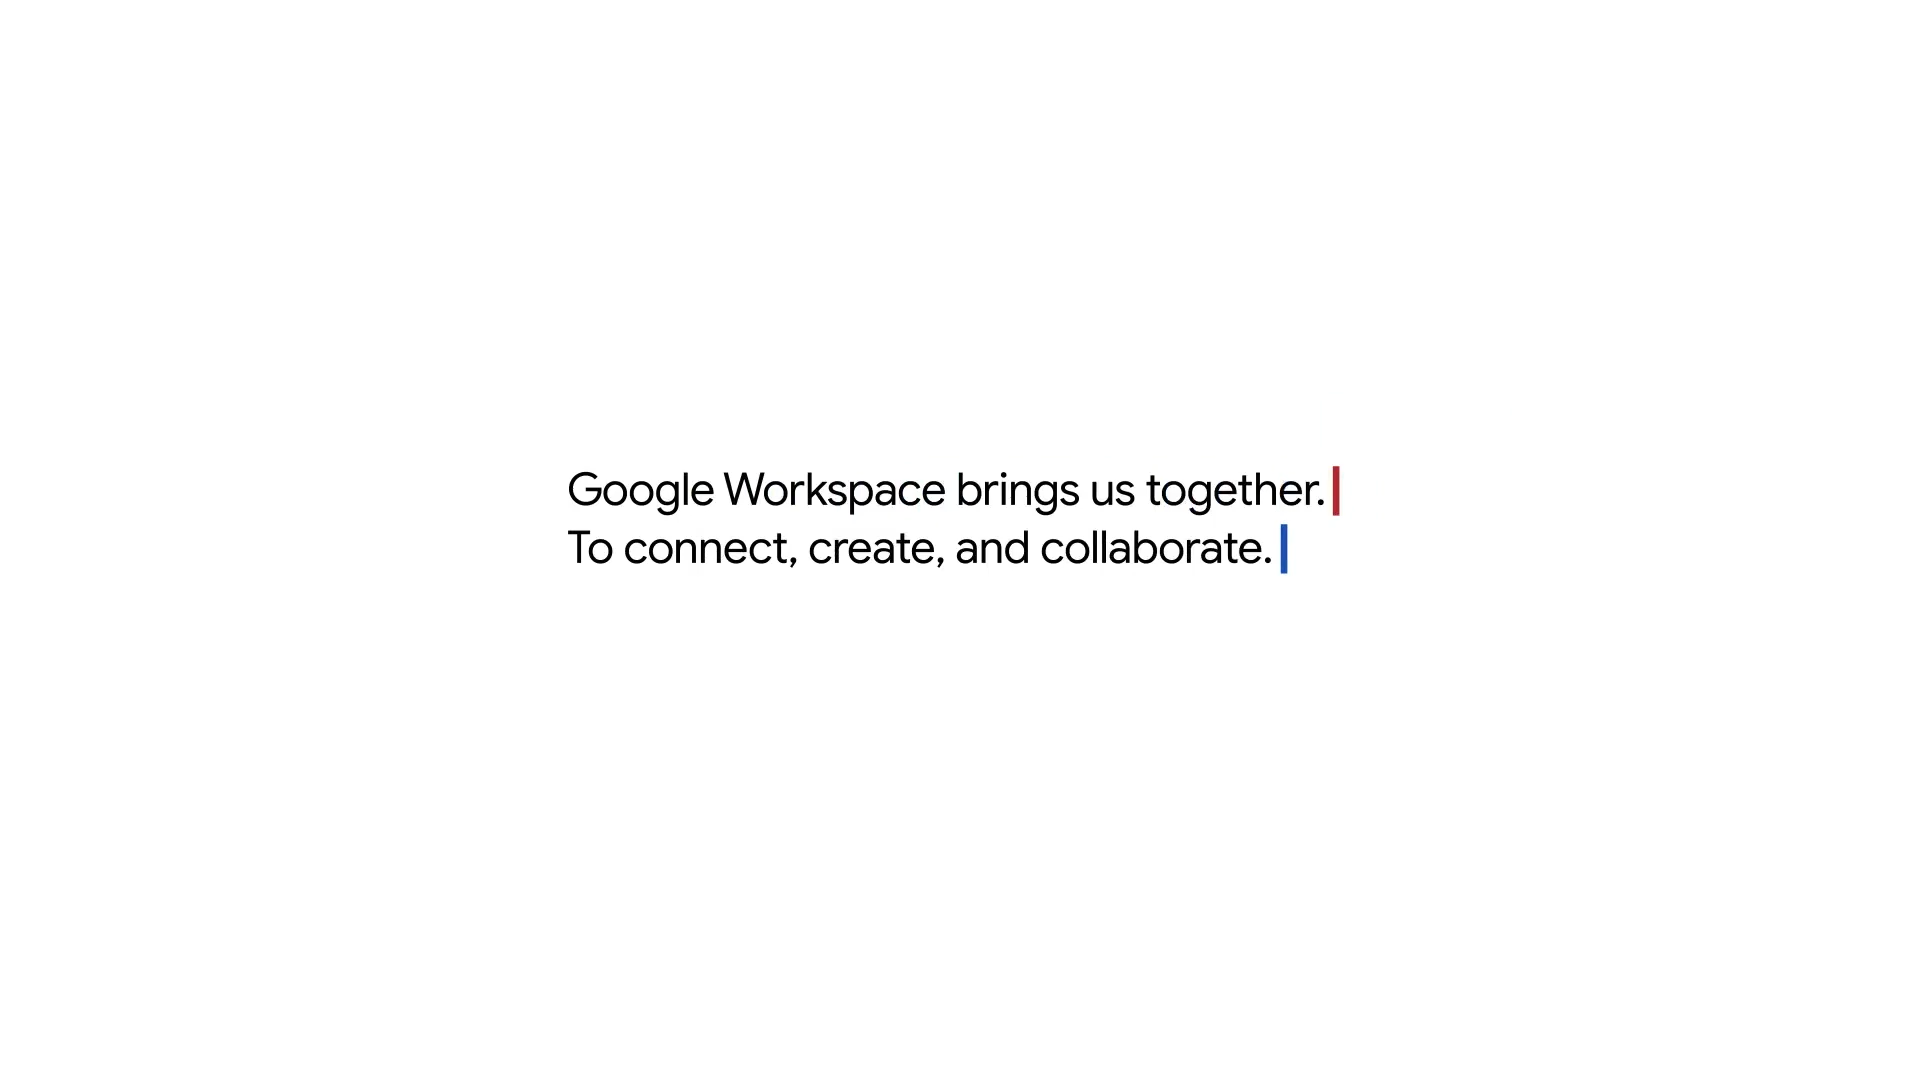 Google Workspace brings us together.
To connect, create, and collaborate.